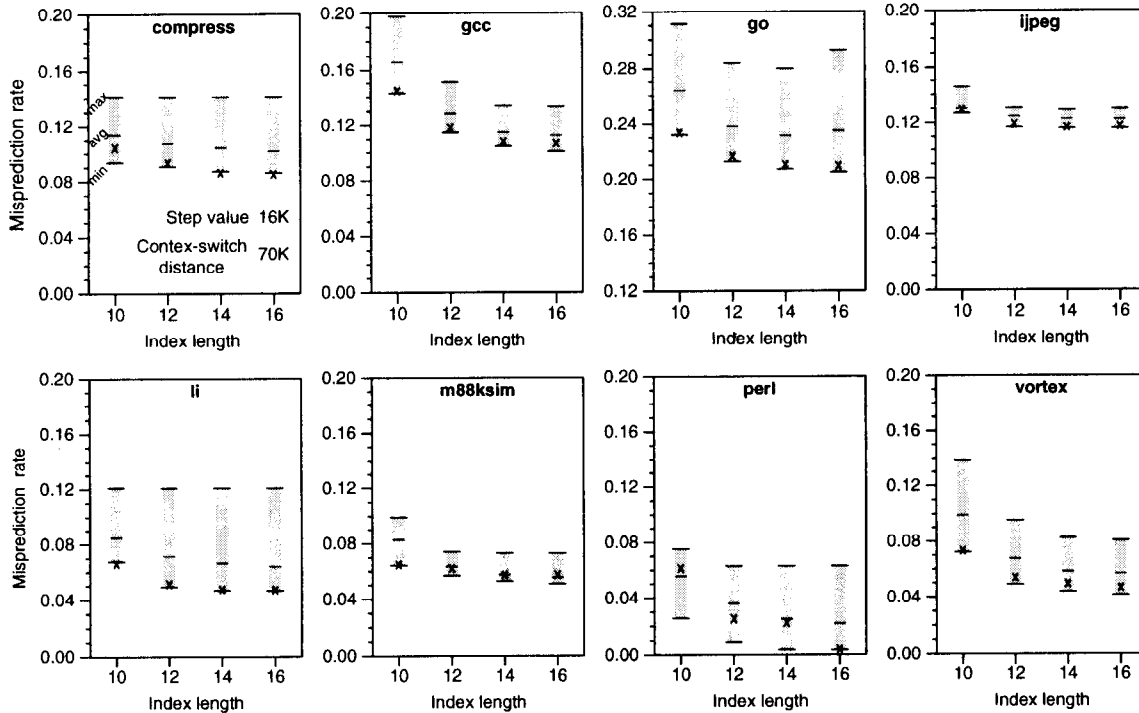 compress
gcc
go
ijpeg
Misprediction rate
0.20
0.16
0.12
0.08
0.04
0.00
max
avg
min
Step value 16K
Contex-switch
distance
70K
10 12 14 16
Index length
0.20
0.16
0.12
0.08
0.04
0.00
10 12 14 16
Index length
0.32
0.28
0.24
0.20
0.16
0.12
10 12 14 16
Index length
0.20
0.16
0.12
0.08
0.04
0.00
10 12 14 16
Index length
li
m88ksim
perl
vortex
Misprediction rate
0.20
0.16
0.12
0.08
0.04
0.00
10 12 14 16
Index length
0.20
0.16
0.12
0.08
0.04
0.00
10 12 14 16
Index length
0.20
0.16
0.12
0.08
0.04
0.00
10 12 14 16
Index length
0.20
0.16
0.12
0.08
0.04
0.00
10 12 14 16
Index length